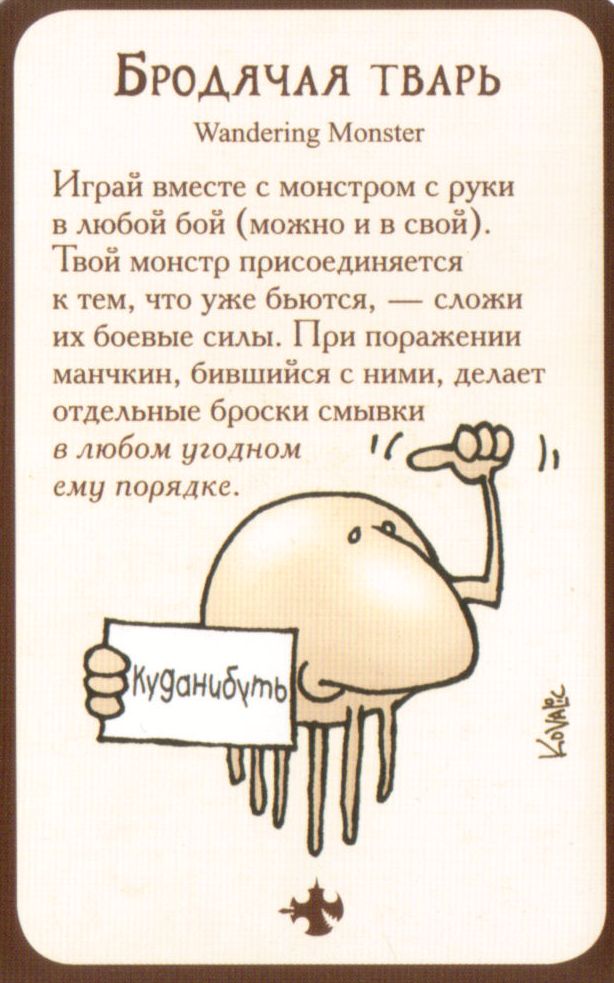 Бродячая тварь
Wandering Monster
Играй вместе с монстром с руки
в любой бой (можно и в свой).
Твой монстр присоединяется
к тем, что уже бьются, — сложи
их боевые силы. При поражении
манчкин, бившийся с ними, делает
отдельные броски смывки
в любом угодном
ему порядке.
Куданибуть
Kovalic